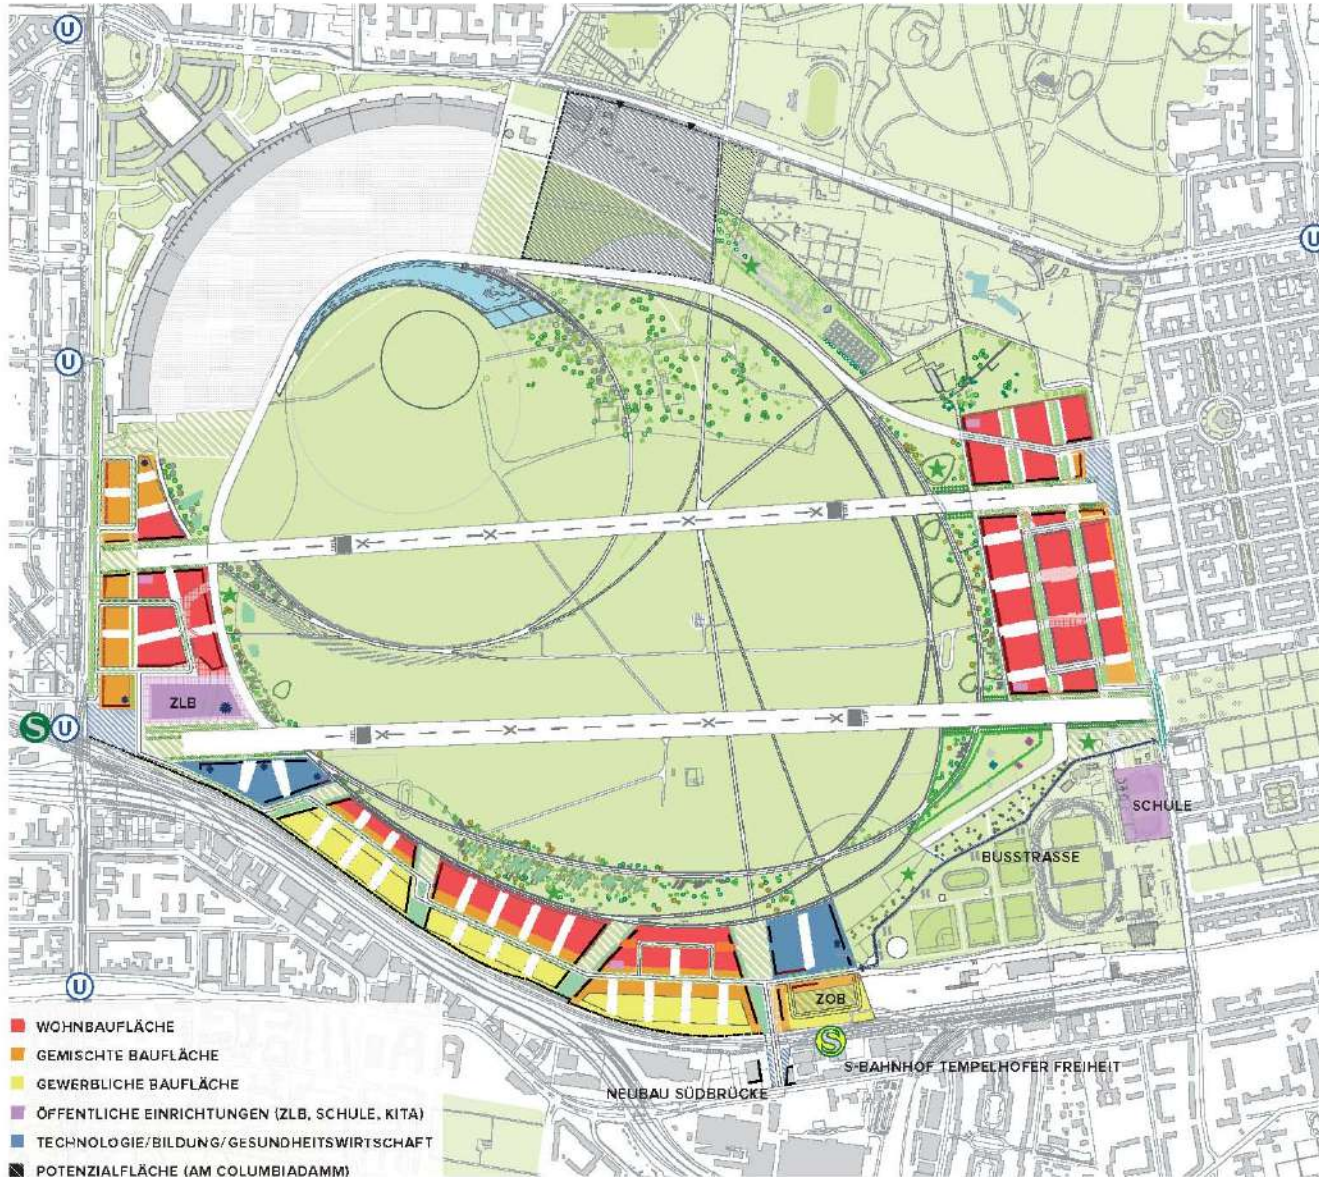 U
U
U
ZLB
S U
SCHULE
BUSSTRASSE
U
ZOB
S
S-BAHNHOF TEMPELHOFER FREIHEIT
NEUBAU SÜDBRÜCKE
WOHNBAUFLÄCHE
GEMISCHTE BAUFLÄCHE
GEWERBLICHE BAUFLÄCHE
ÖFFENTLICHE EINRICHTUNGEN (ZLB, SCHULE, KITA)
TECHNOLOGIE/BILDUNG/GESUNDHEITSWIRTSCHAFT
POTENZIALFLÄCHE (AM COLUMBIADAMM)